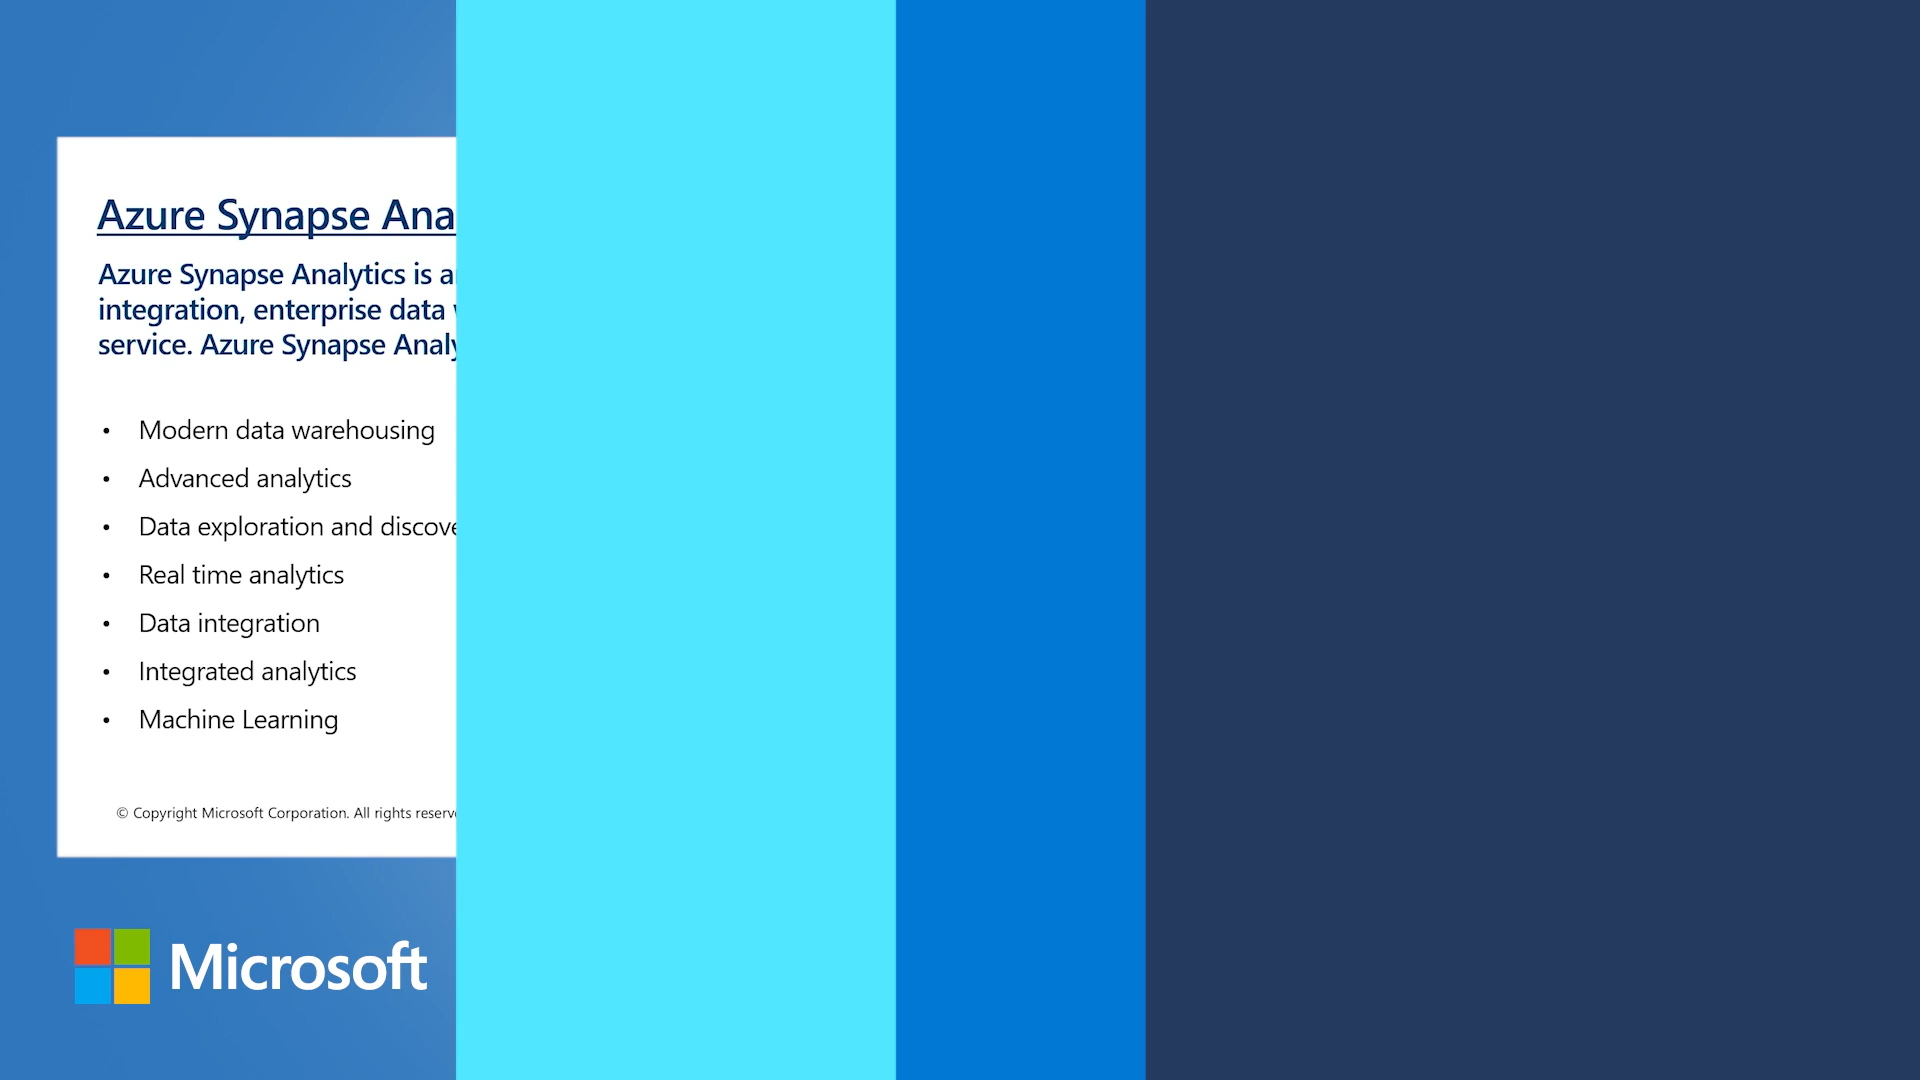 Azure Synapse Ana
Azure Synapse Analytics is a
integration, enterprise data
service. Azure Synapse Analy
• Modern data warehousing
• Advanced analytics
• Data exploration and discove
• Real time analytics
• Data integration
• Integrated analytics
• Machine Learning
© Copyright Microsoft Corporation. All rights reserve
Microsoft